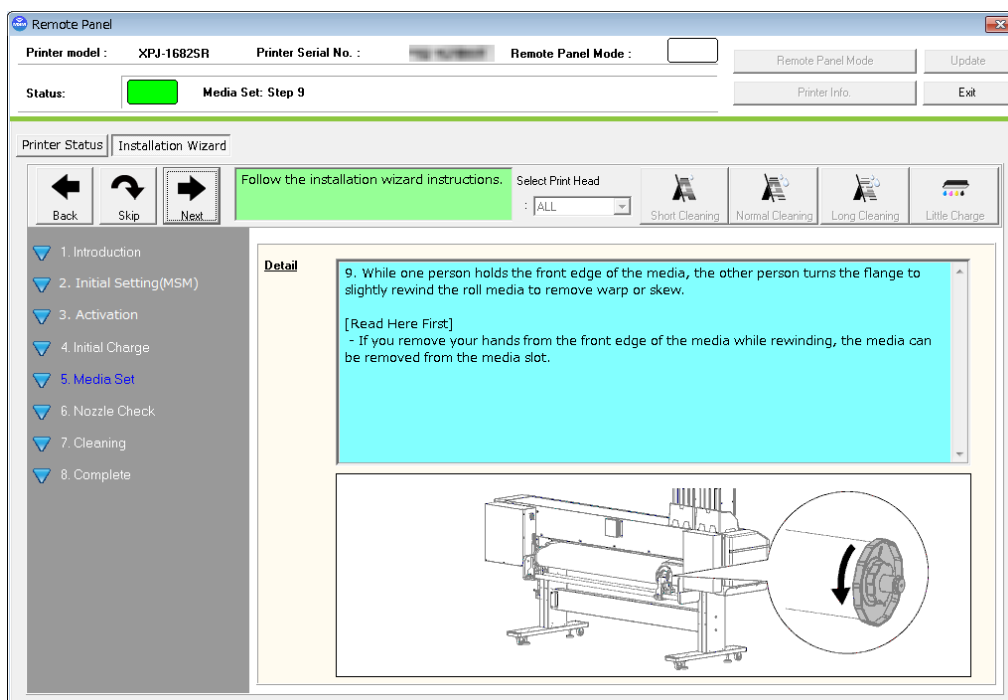 Remote Panel
Printer model : XPJ-1682SR Printer Serial No. : Remote Panel Mode :
Remote Panel Mode Update
Status: Media Set: Step 9
Printer Info. Exit
Printer Status Installation Wizard
Back Skip Next
Follow the installation wizard instructions.
Select Print Head
: ALL
Short Cleaning Normal Cleaning Long Cleaning Little Charge
1. Introduction
2. Initial Setting(MSM)
3. Activation
4. Initial Charge
5. Media Set
6. Nozzle Check
7. Cleaning
8. Complete
Detail
9. While one person holds the front edge of the media, the other person turns the flange to
slightly rewind the roll media to remove warp or skew.
[Read Here First]
- If you remove your hands from the front edge of the media while rewinding, the media can
be removed from the media slot.